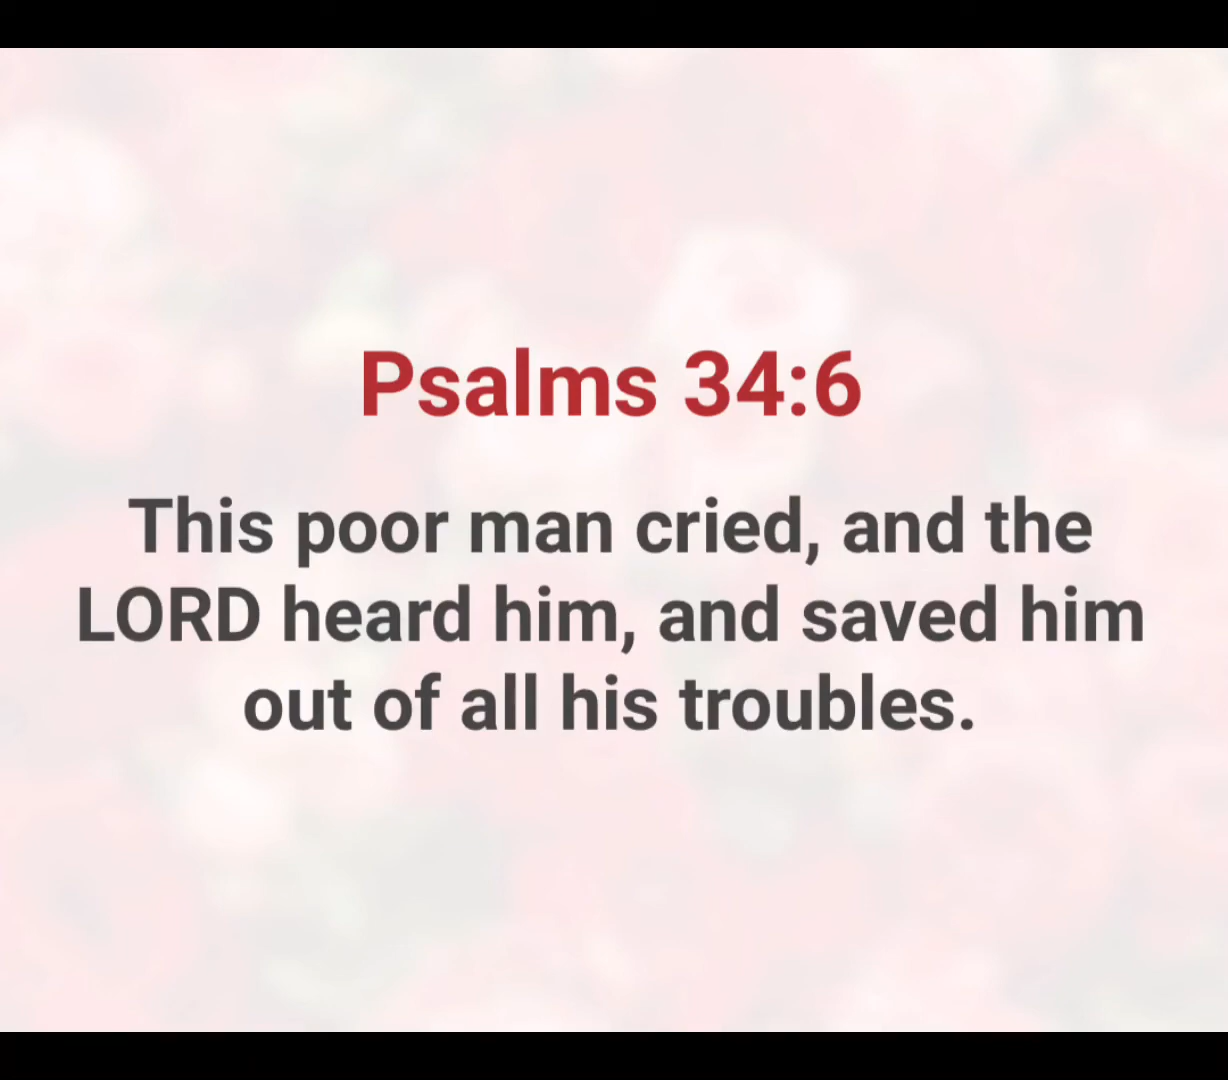 Psalms 34:6
This poor man cried, and the
LORD heard him, and saved him
out of all his troubles.